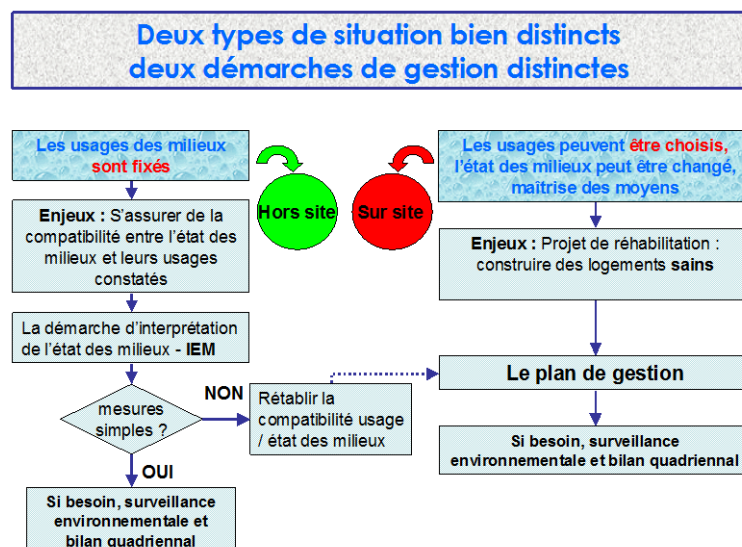 Deux types de situation bien distincts
deux démarches de gestion distinctes
Les usages des milieux
sont fixés
Enjeux : S'assurer de la
compatibilité entre l'état des
milieux et leurs usages
constatés
La démarche d'interprétation
de l'état des milieux - IEM
mesures
simples ?
NON
Rétablir la
compatibilité usage
/ état des milieux
OUI
Si besoin, surveillance
environnementale et
bilan quadriennal
Hors site
Sur site
Les usages peuvent être choisis,
l'état des milieux peut être changé,
maîtrise des moyens
Enjeux : Projet de réhabilitation :
construire des logements sains
Le plan de gestion
Si besoin, surveillance
environnementale et bilan quadriennal